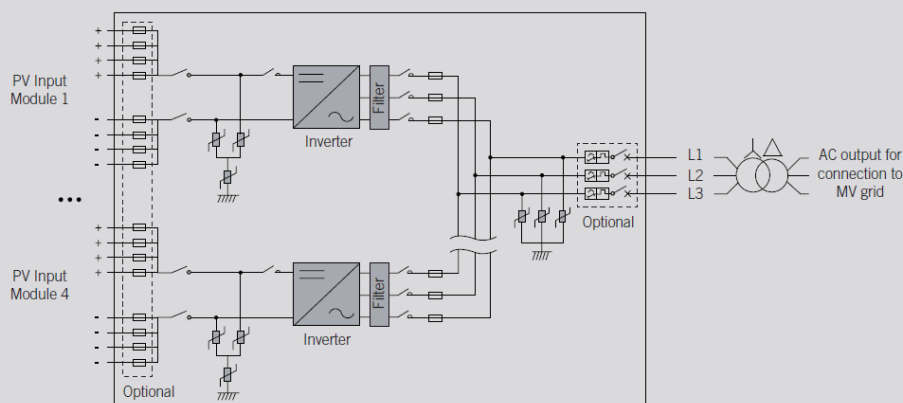 +
+
+
+
PV Input
Module 1
-
-
-
-
Inverter
Filter
...
L1
L2
L3
AC output for
connection to
MV grid
Optional
+
+
+
+
PV Input
Module 4
-
-
-
-
Inverter
Filter
Optional